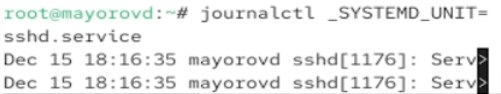 root@mayorovd:~# journalctl _SYSTEMD_UNIT=
sshd.service
Dec 15 18:16:35 mayorovd sshd[1176]: Serv>
Dec 15 18:16:35 mayorovd sshd[1176]: Serv>